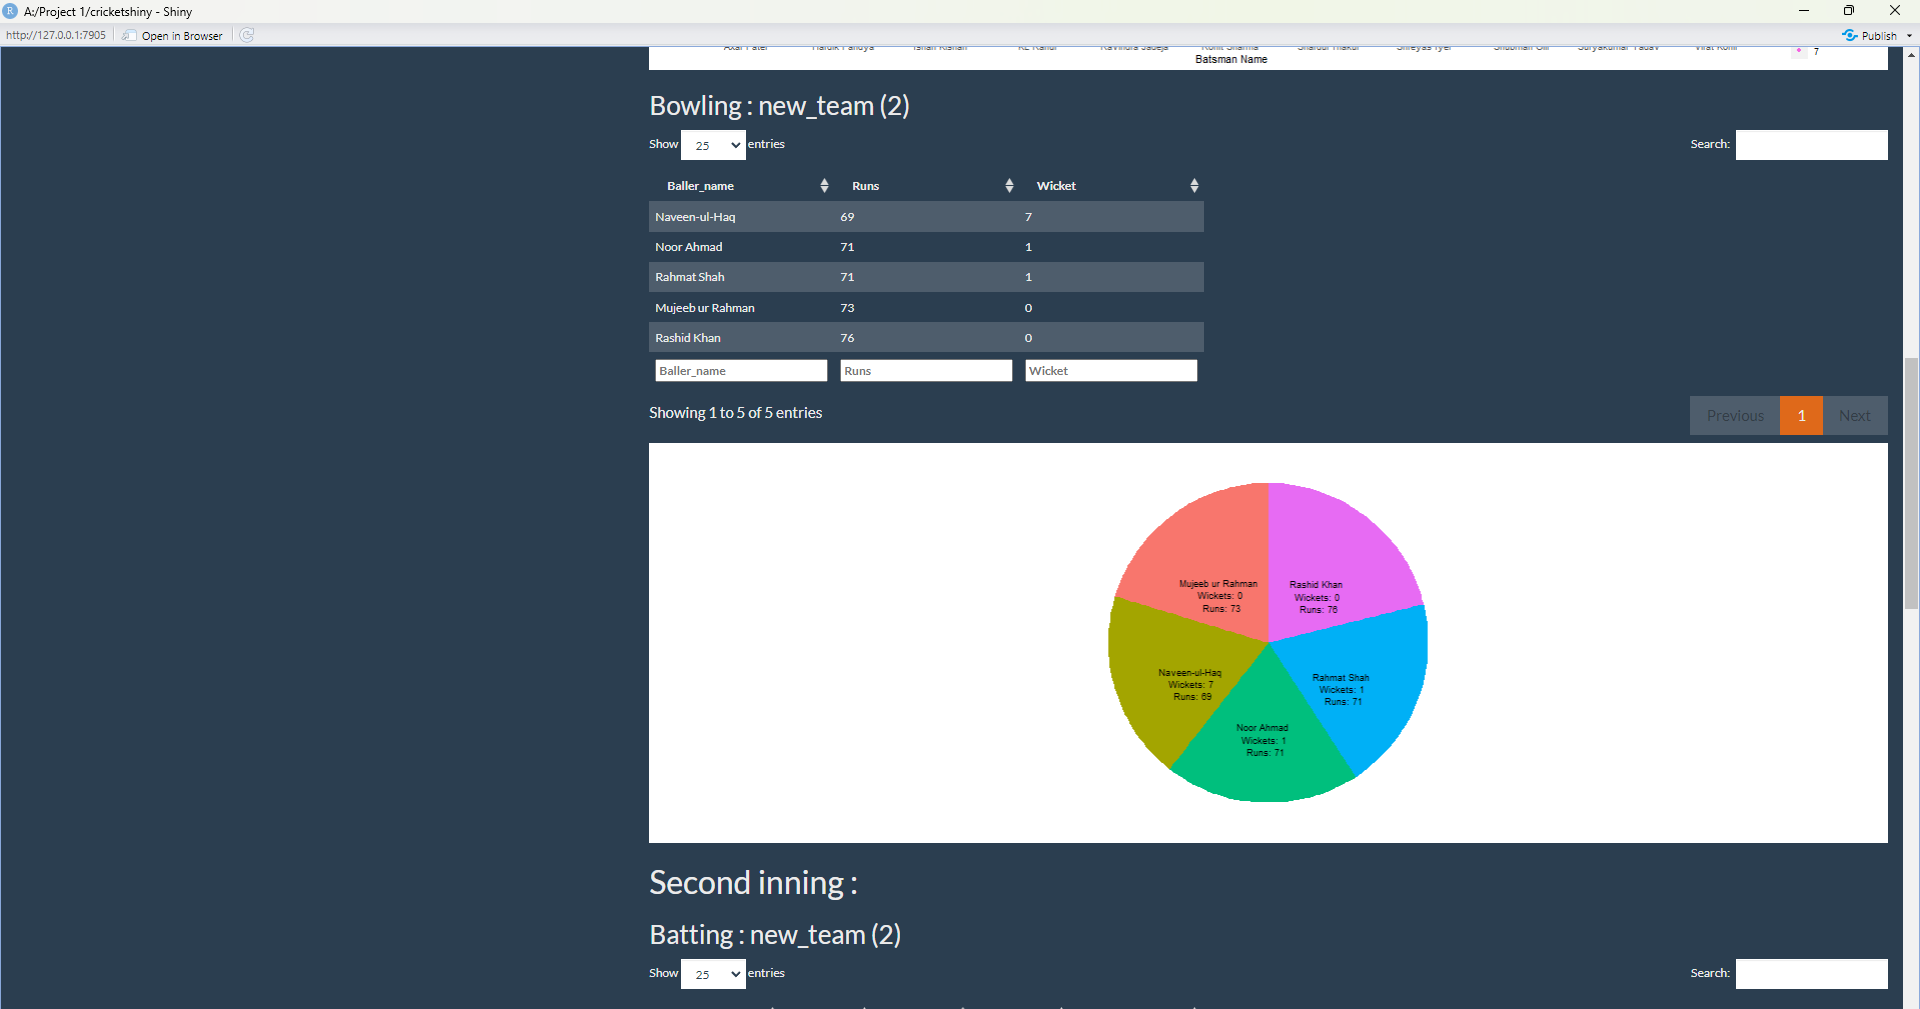 A:/Project 1/cricketshiny - Shiny
http://127.0.0.1:7905 Open in Browser Publish
Axar Patel Hardik Pandya Ishan Kishan KL Rahul Ravindra Jadeja Rohit Sharma Shardul Thakur Shreyas Iyer Shubman Gill Suryakumar Yadav Virat Kohli 7
Batsman Name
Bowling : new_team (2)
Show 25 entries Search:
Baller_name Runs Wicket
Naveen-ul-Haq 69 7
Noor Ahmad 71 1
Rahmat Shah 71 1
Mujeeb ur Rahman 73 0
Rashid Khan 76 0
Baller_name Runs Wicket
Showing 1 to 5 of 5 entries Previous 1 Next
Mujeeb ur Rahman
Wickets: 0
Runs: 73
Rashid Khan
Wickets: 0
Runs: 76
Naveen-ul-Haq
Wickets: 7
Runs: 69
Rahmat Shah
Wickets: 1
Runs: 71
Noor Ahmad
Wickets: 1
Runs: 71
Second inning :
Batting : new_team (2)
Show 25 entries Search: